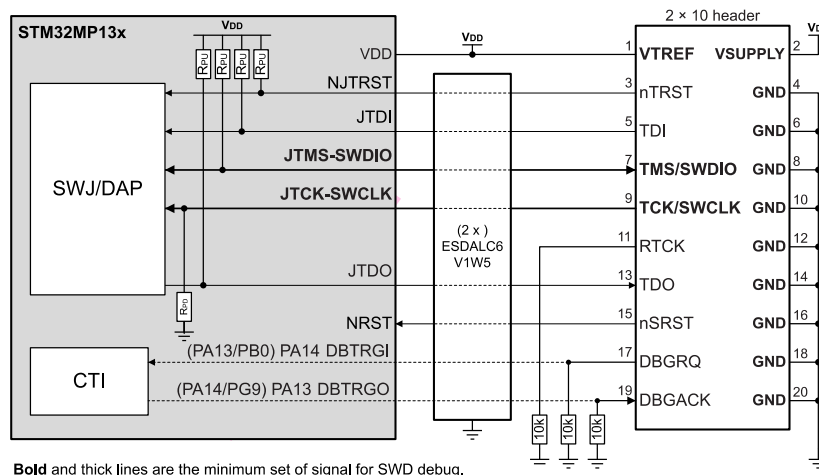 2 × 10 header
STM32MP13x
VDD
RPU RPU RPU RPU
VDD
VDD
1 VTREF VSUPPLY 2
NJTRST
3 nTRST GND 4
JTDI
5 TDI GND 6
JTMS-SWDIO
7 TMS/SWDIO GND 8
SWJ/DAP
JTCK-SWCLK
9 TCK/SWCLK GND 10
(2 x)
ESDALC6
V1W5
11 RTCK GND 12
JTDO
13 TDO GND 14
RPD
NRST
15 nSRST GND 16
(PA13/PB0) PA14 DBTRGI
17 DBGRQ GND 18
CTI
(PA14/PG9) PA13 DBTRGO
19 DBGACK GND 20
10k 10k 10k
Bold and thick lines are the minimum set of signal for SWD debug.